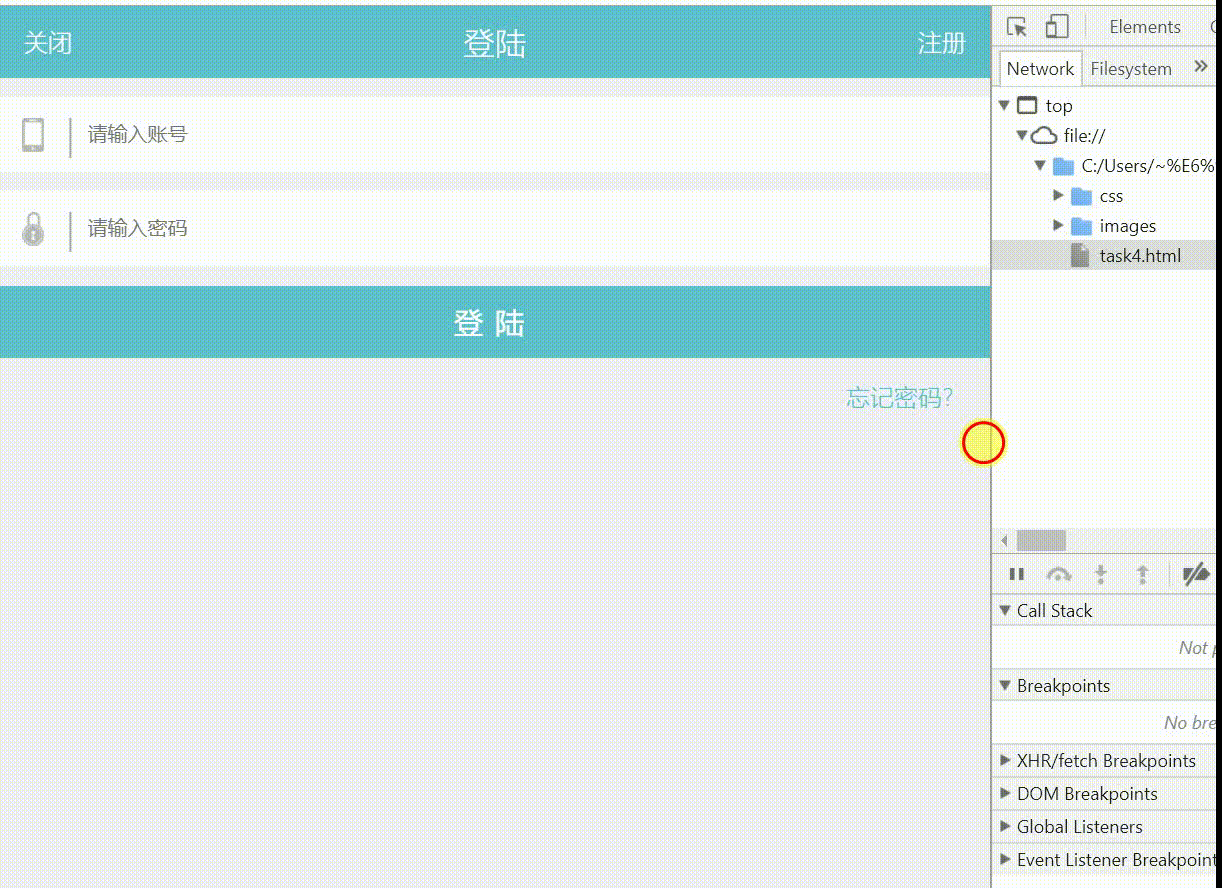 关闭 登陆 注册
请输入账号
请输入密码
登 陆
忘记密码?
Elements
Network Filesystem »
top
file://
C:/Users/~%E6%
css
images
task4.html
Call Stack
Not
Breakpoints
No bre
XHR/fetch Breakpoints
DOM Breakpoints
Global Listeners
Event Listener Breakpoint